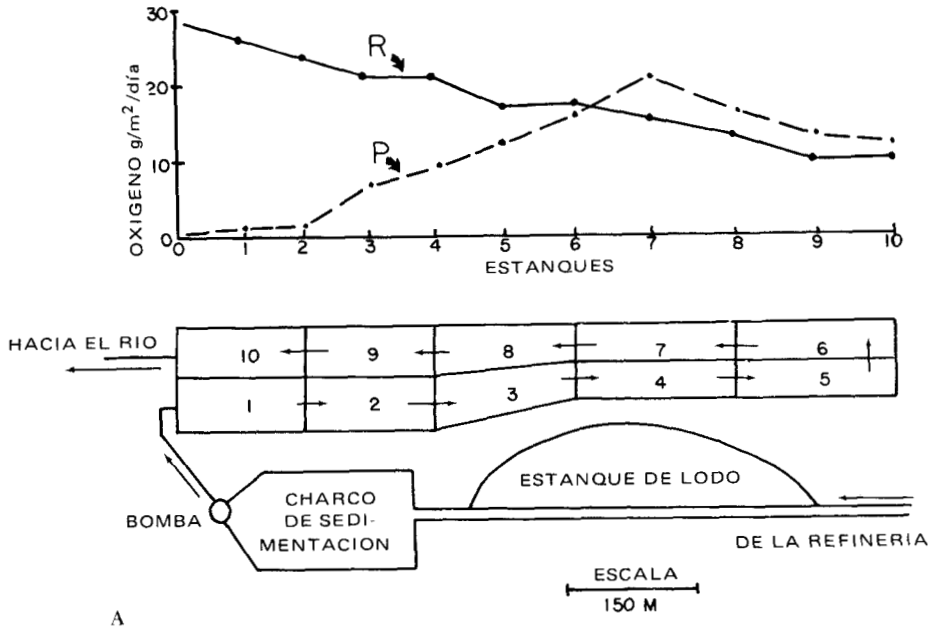 30
20
10
0
OXIGENO g/m²/día
R
P
0 1 2 3 4 5 6 7 8 9 10
ESTANQUES
HACIA EL RIO
10 9 8 7 6
1 2 3 4 5
BOMBA
CHARCO
DE SEDI-
MENTACION
ESTANQUE DE LODO
DE LA REFINERIA
ESCALA
150 M
A